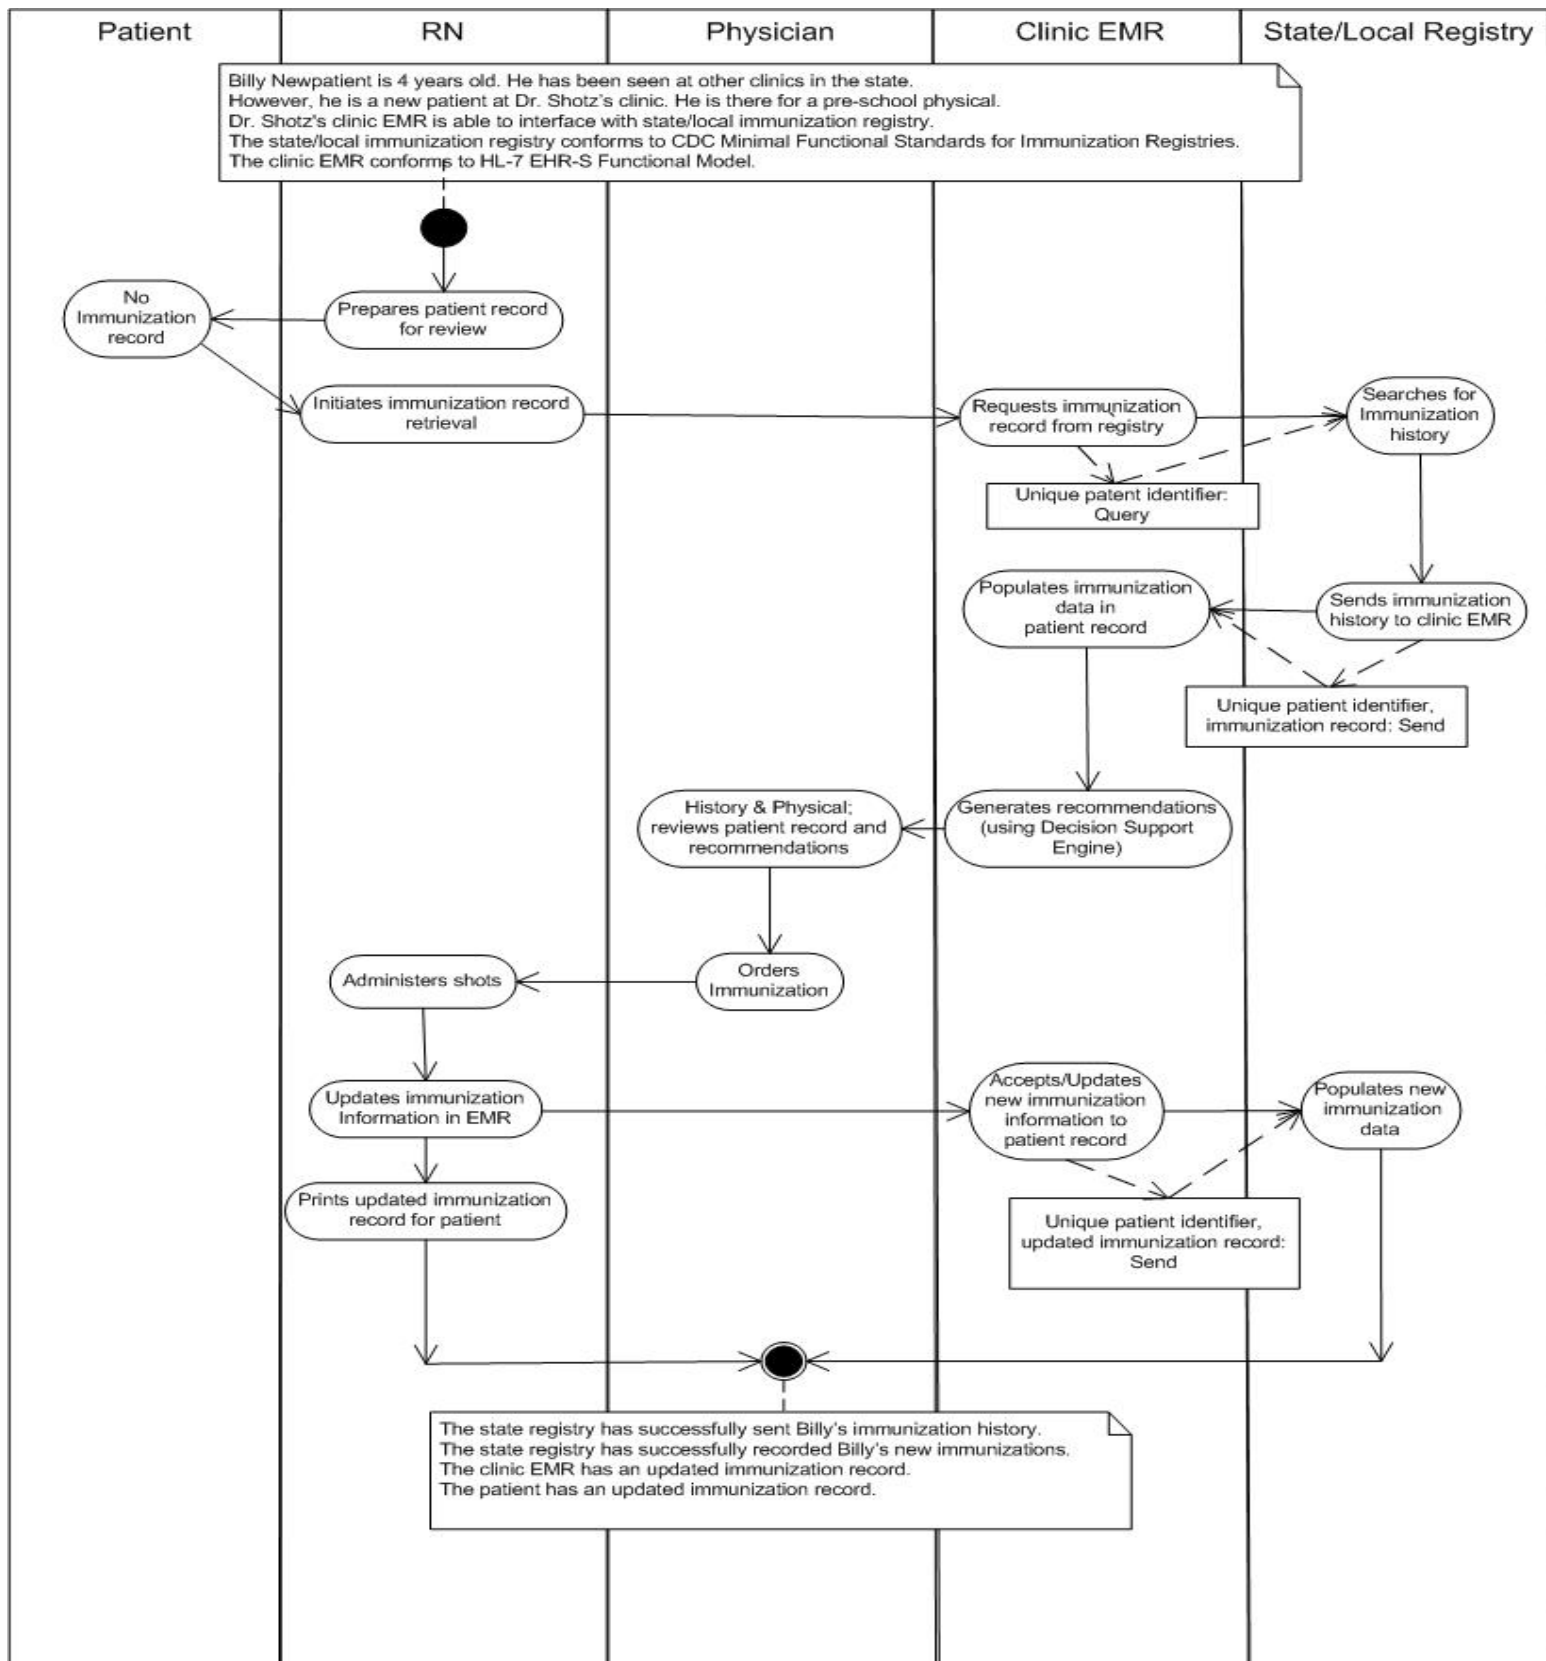 Patient
RN
Physician
Clinic EMR
State/Local Registry
Billy Newpatient is 4 years old. He has been seen at other clinics in the state.
However, he is a new patient at Dr. Shotz's clinic. He is there for a pre-school physical.
Dr. Shotz's clinic EMR is able to interface with state/local immunization registry.
The state/local immunization registry conforms to CDC Minimal Functional Standards for Immunization Registries.
The clinic EMR conforms to HL-7 EHR-S Functional Model.
No
Immunization
record
Prepares patient record
for review
Initiates immunization record
retrieval
Requests immunization
record from registry
Searches for
Immunization
history
Unique patent identifier:
Query
Populates immunization
data in
patient record
Sends immunization
history to clinic EMR
Unique patient identifier,
immunization record: Send
History & Physical;
reviews patient record and
recommendations
Generates recommendations
(using Decision Support
Engine)
Administers shots
Orders
Immunization
Updates immunization
Information in EMR
Accepts/Updates
new immunization
information to
patient record
Populates new
immunization
data
Prints updated immunization
record for patient
Unique patient identifier,
updated immunization record:
Send
The state registry has successfully sent Billy's immunization history.
The state registry has successfully recorded Billy's new immunizations.
The clinic EMR has an updated immunization record.
The patient has an updated immunization record.